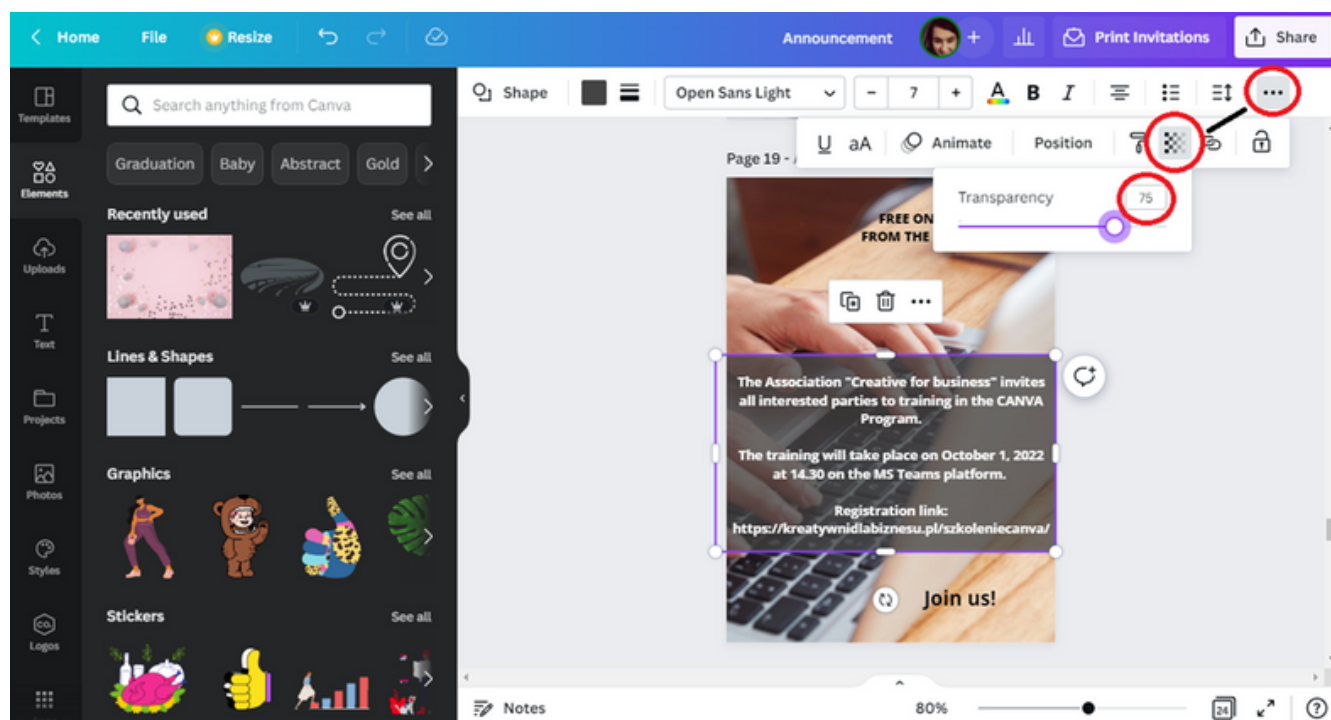 Home File Resize Announcement + Print Invitations Share
Templates
Elements
Uploads
Text
Projects
Photos
Styles
CO.
Logos
Search anything from Canva
Graduation Baby Abstract Gold
Recently used See all
Lines & Shapes See all
Graphics See all
Stickers See all
Shape Open Sans Light - 7 + A B I
U aA Animate Position
Page 19 -
Transparency 75
FREE ON
FROM THE
The Association "Creative for business" invites
all interested parties to training in the CANVA
Program.
The training will take place on October 1, 2022
at 14.30 on the MS Teams platform.
Registration link:
https://kreatywnidlabiznesu.pl/szkoleniecanva/
Join us!
Notes 80% 24 ?